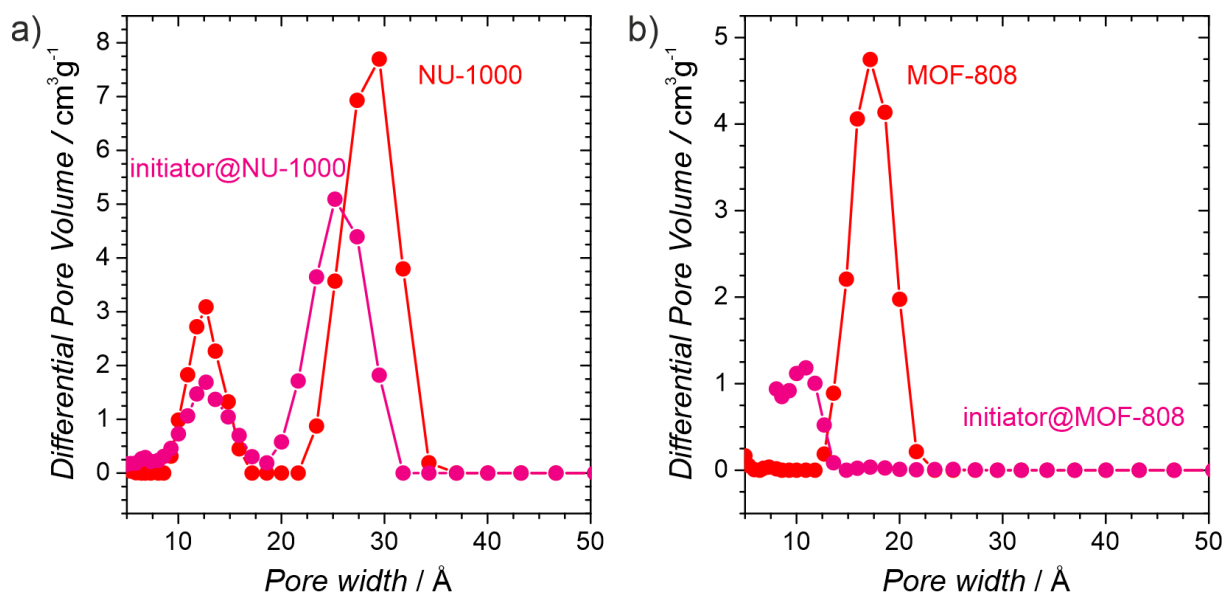 a)
Differential Pore Volume / cm³g⁻¹
8
7
6
5
4
3
2
1
0
NU-1000
initiator@NU-1000
10
20
30
40
50
Pore width / Å
b)
Differential Pore Volume / cm³g⁻¹
5
4
3
2
1
0
MOF-808
initiator@MOF-808
10
20
30
40
50
Pore width / Å